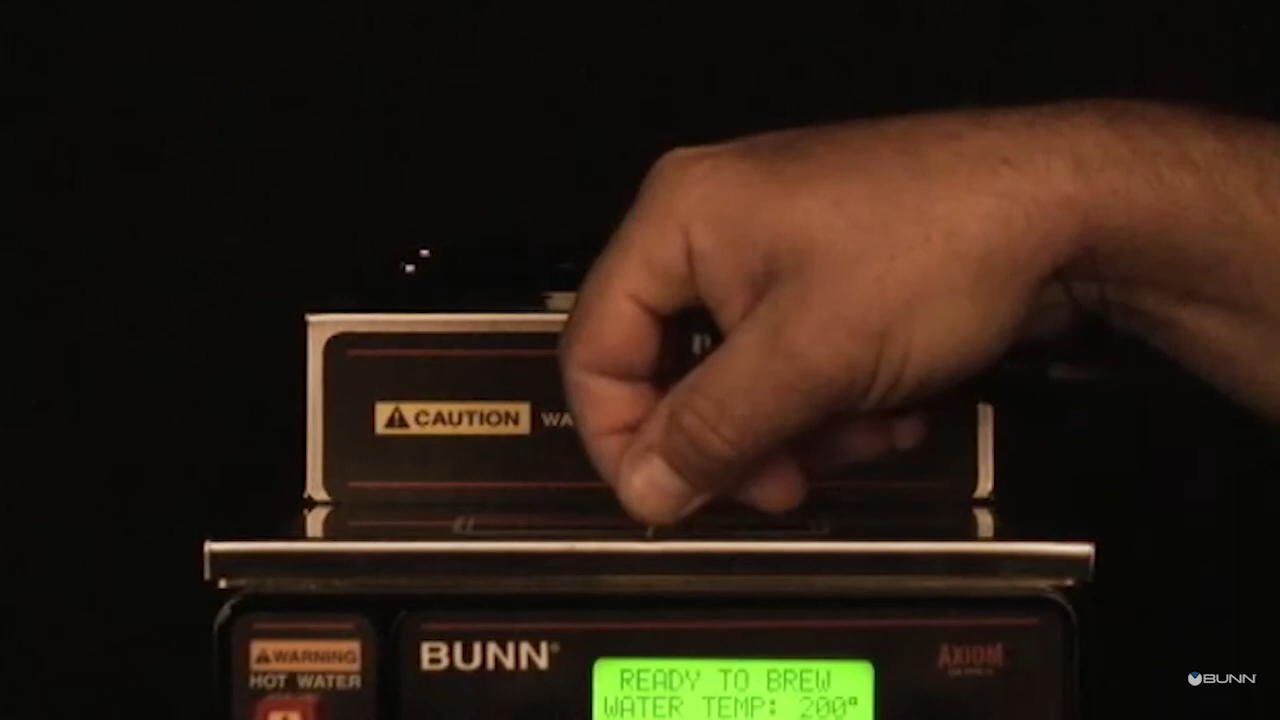 CAUTION WA
WARNING
HOT WATER
BUNN®
AXIOM
READY TO BREW
WATER TEMP: 200°
BUNN